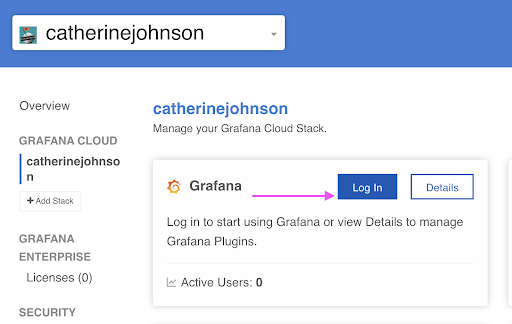 catherinejohnson
Overview
GRAFANA CLOUD
catherinejohnso
n
+ Add Stack
GRAFANA
ENTERPRISE
Licenses (0)
SECURITY
catherinejohnson
Manage your Grafana Cloud Stack.
Grafana
Log In
Details
Log in to start using Grafana or view Details to manage
Grafana Plugins.
Active Users: 0